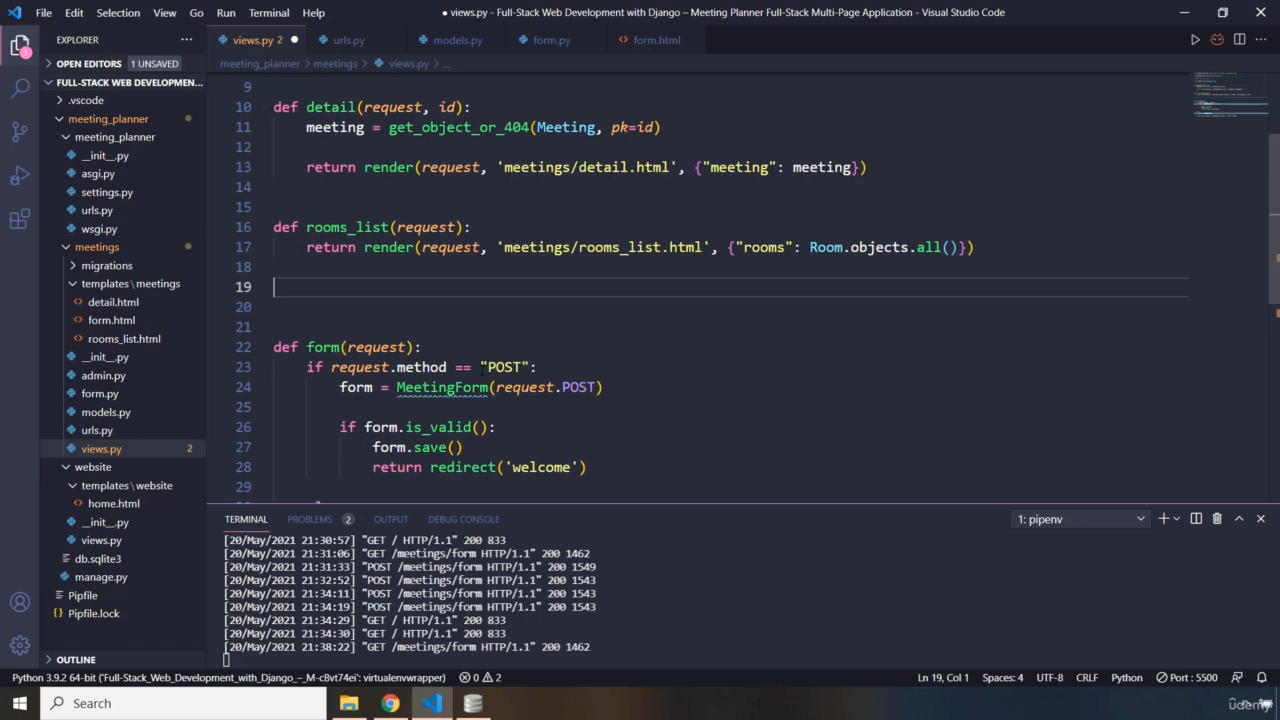 File Edit Selection View Go Run Terminal Help
● views.py - Full-Stack Web Development with Django – Meeting Planner Full-Stack Multi-Page Application - Visual Studio Code
EXPLORER
views.py 2 ●
urls.py
models.py
form.py
form.html
OPEN EDITORS 1 UNSAVED
meeting_planner > meetings > views.py > ...
FULL-STACK WEB DEVELOPMEN...
.vscode
meeting_planner
meeting_planner
__init__.py
asgi.py
settings.py
urls.py
wsgi.py
meetings
migrations
templates\meetings
detail.html
form.html
rooms_list.html
__init__.py
admin.py
form.py
models.py
urls.py
views.py 2
website
templates\website
home.html
__init__.py
views.py
db.sqlite3
manage.py
Pipfile
Pipfile.lock
OUTLINE
9
10 def detail(request, id):
11 meeting = get_object_or_404(Meeting, pk=id)
12
13 return render(request, 'meetings/detail.html', {"meeting": meeting})
14
15
16 def rooms_list(request):
17 return render(request, 'meetings/rooms_list.html', {"rooms": Room.objects.all()})
18
19
20
21
22 def form(request):
23 if request.method == "POST":
24 form = MeetingForm(request.POST)
25
26 if form.is_valid():
27 form.save()
28 return redirect('welcome')
29
TERMINAL PROBLEMS 2 OUTPUT DEBUG CONSOLE
1: pipenv
[20/May/2021 21:30:57] "GET / HTTP/1.1" 200 833
[20/May/2021 21:31:06] "GET /meetings/form HTTP/1.1" 200 1462
[20/May/2021 21:31:33] "POST /meetings/form HTTP/1.1" 200 1549
[20/May/2021 21:32:52] "POST /meetings/form HTTP/1.1" 200 1543
[20/May/2021 21:34:11] "POST /meetings/form HTTP/1.1" 200 1543
[20/May/2021 21:34:19] "POST /meetings/form HTTP/1.1" 200 1543
[20/May/2021 21:34:29] "GET / HTTP/1.1" 200 833
[20/May/2021 21:34:30] "GET / HTTP/1.1" 200 833
[20/May/2021 21:38:22] "GET /meetings/form HTTP/1.1" 200 1462
Python 3.9.2 64-bit ('Full-Stack_Web_Development_with_Django_-_M-cBvt74ei': virtualenvwrapper) 0 2
Ln 19, Col 1 Spaces: 4 UTF-8 CRLF Python Port : 5500
Search
udemy